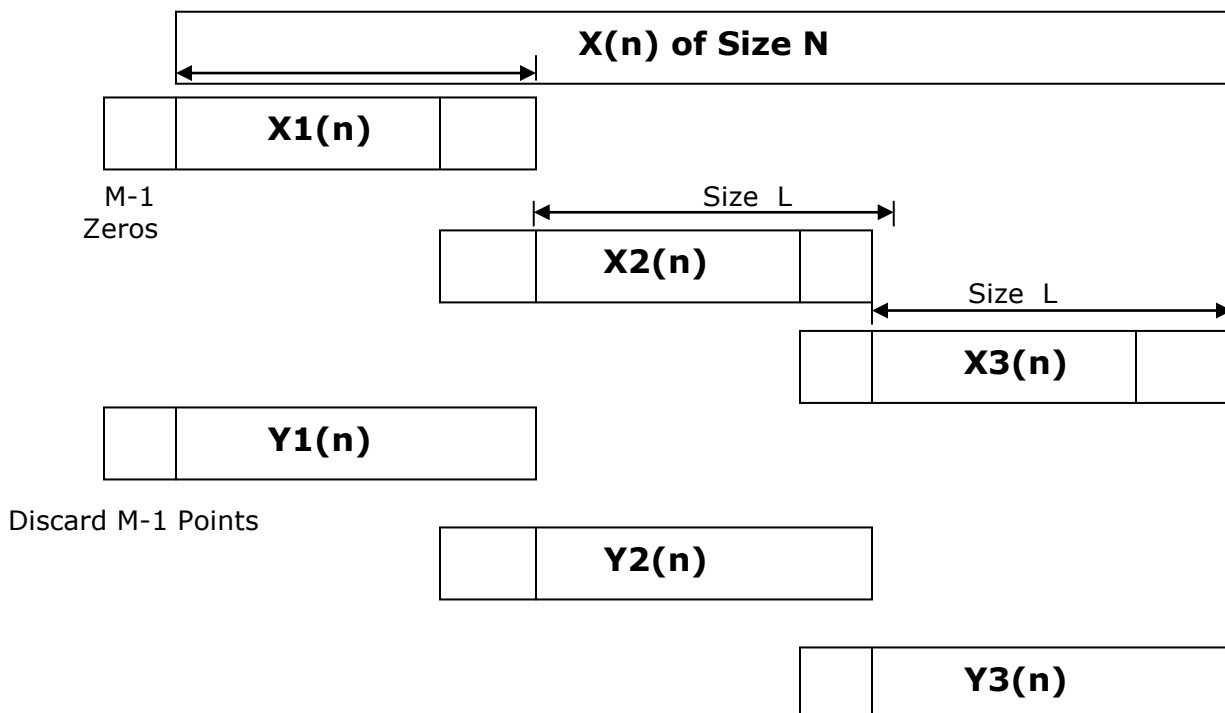 X(n) of Size N
X1(n)
M-1
Zeros
Size L
X2(n)
Size L
X3(n)
Y1(n)
Discard M-1 Points
Y2(n)
Y3(n)